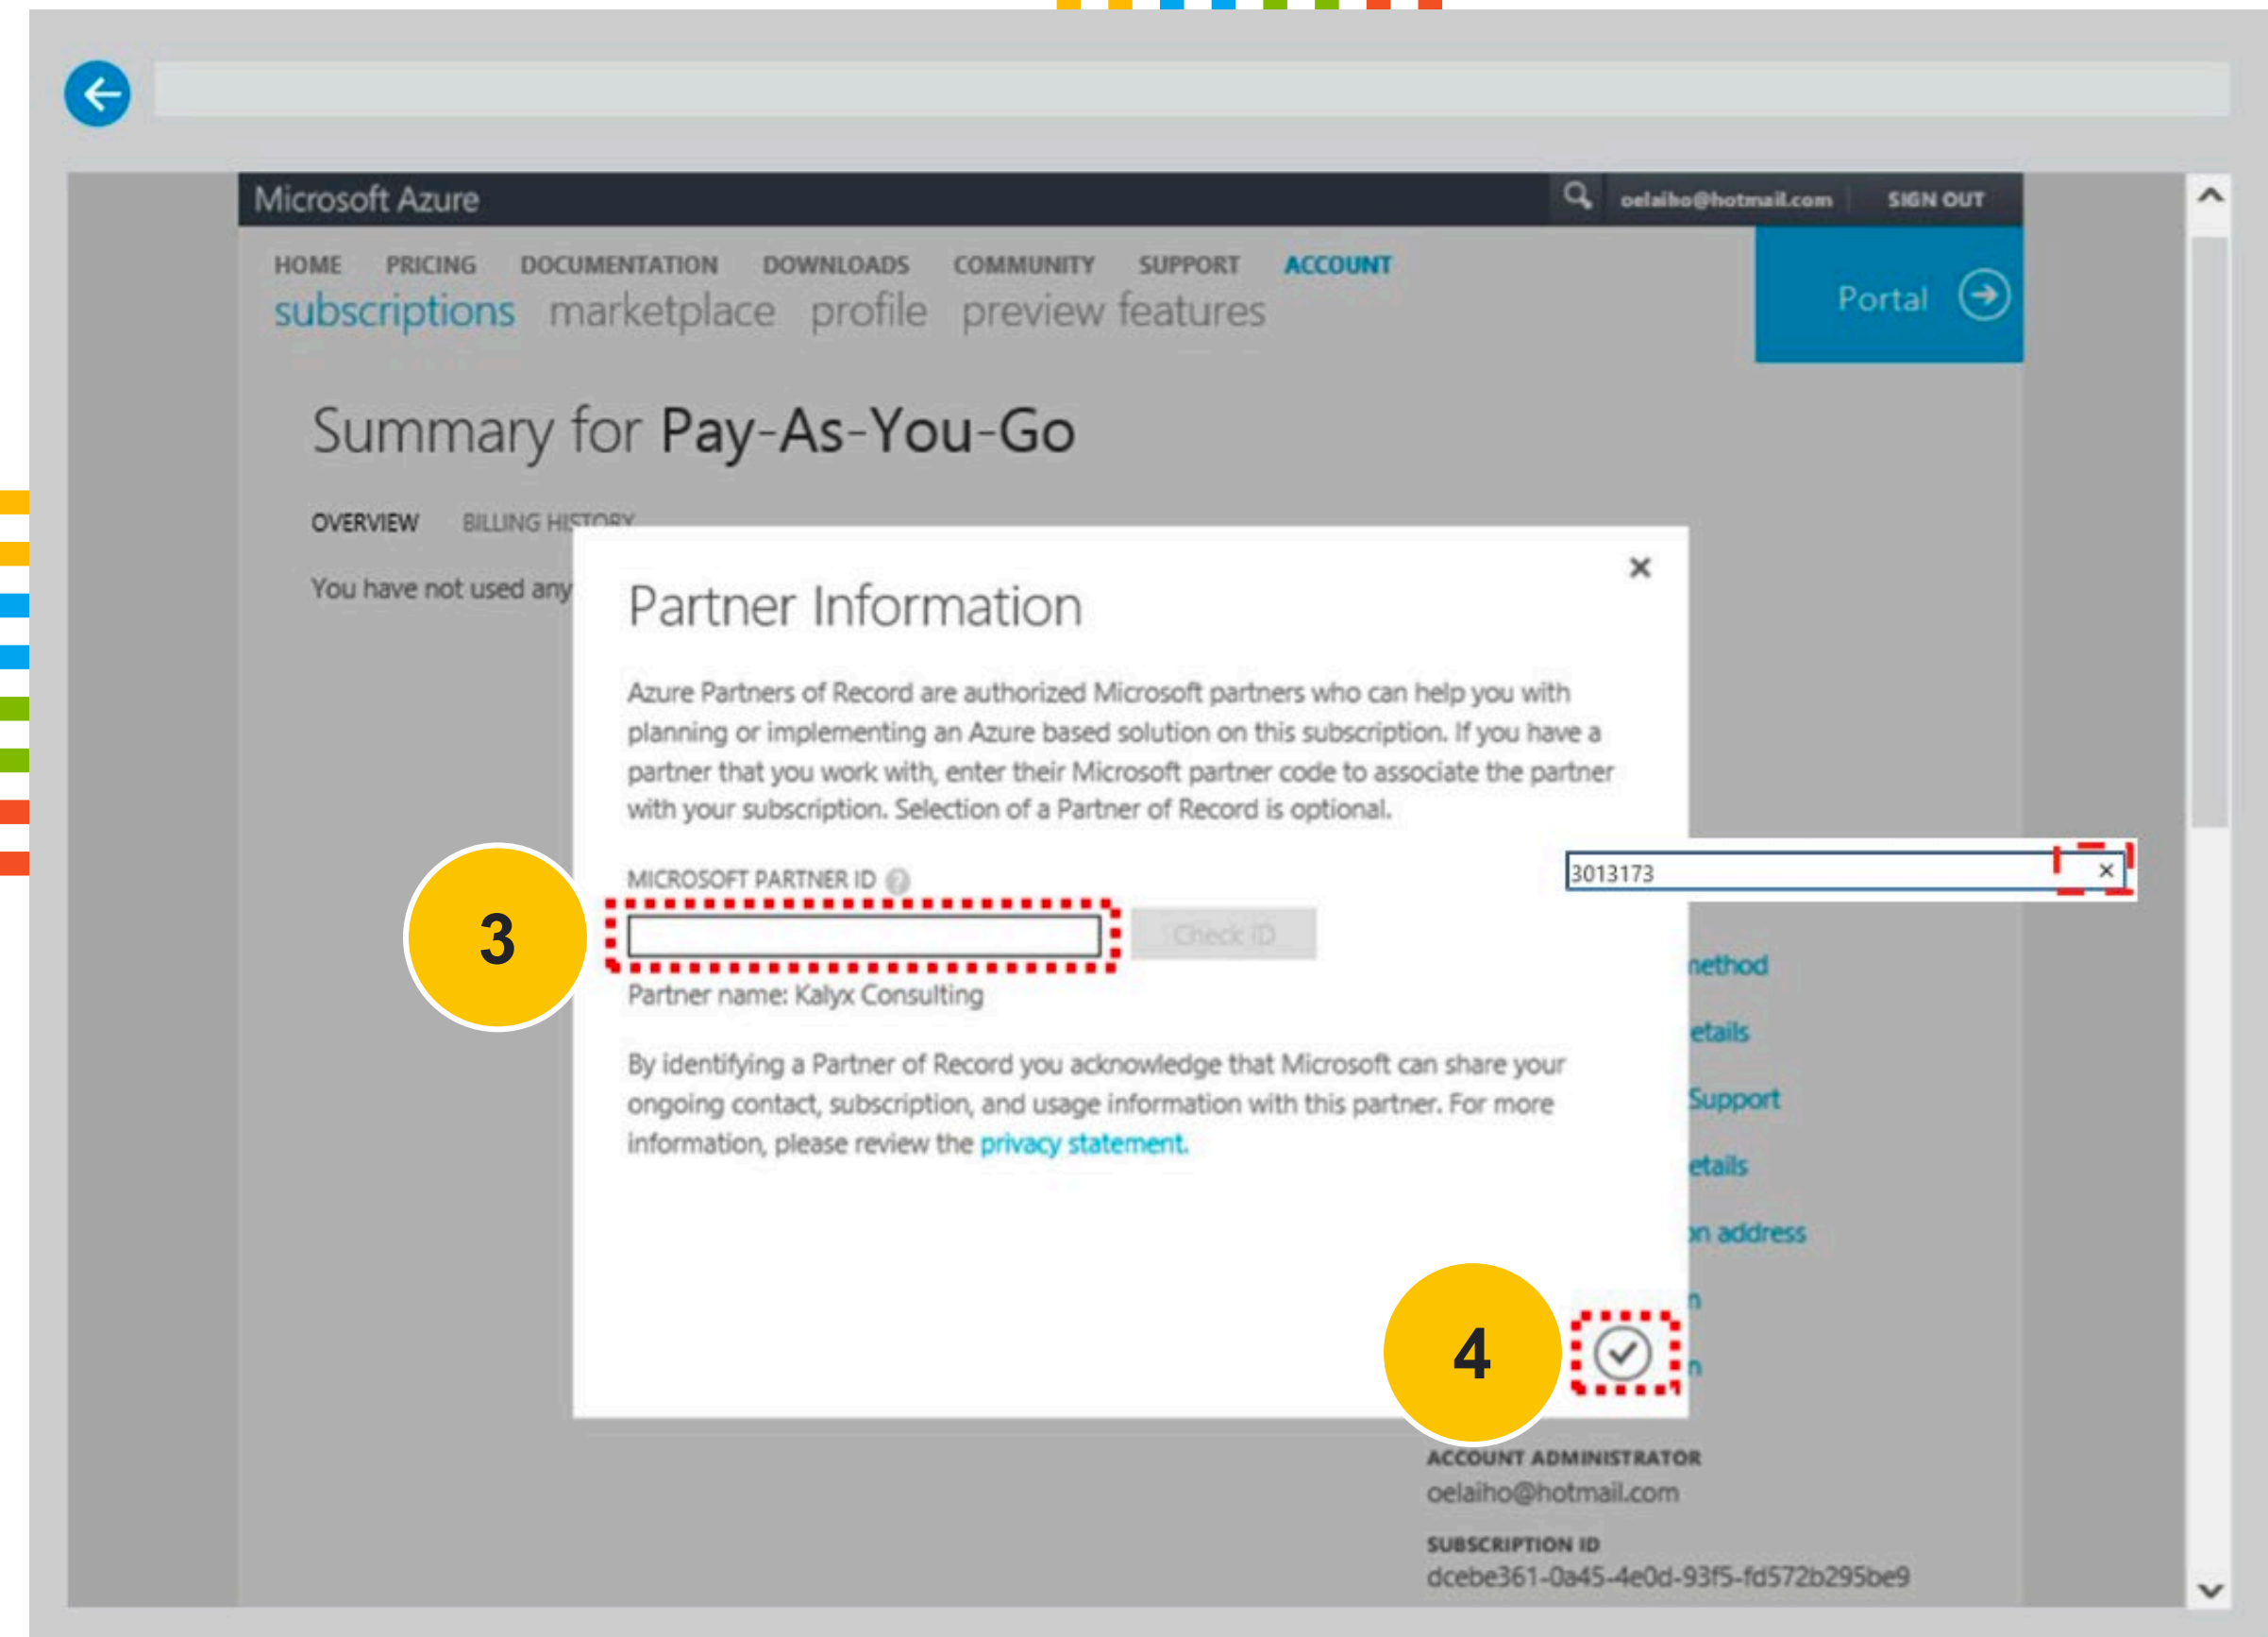 Microsoft Azure
oelaiho@hotmail.com SIGN OUT
HOME PRICING DOCUMENTATION DOWNLOADS COMMUNITY SUPPORT ACCOUNT
subscriptions marketplace profile preview features
Portal
Summary for Pay-As-You-Go
OVERVIEW BILLING HISTORY
You have not used any
Partner Information
Azure Partners of Record are authorized Microsoft partners who can help you with
planning or implementing an Azure based solution on this subscription. If you have a
partner that you work with, enter their Microsoft partner code to associate the partner
with your subscription. Selection of a Partner of Record is optional.
MICROSOFT PARTNER ID
3013173
3
Check ID
Partner name: Kalyx Consulting
By identifying a Partner of Record you acknowledge that Microsoft can share your
ongoing contact, subscription, and usage information with this partner. For more
information, please review the privacy statement.
method
etails
Support
etails
on address
n
4
n
ACCOUNT ADMINISTRATOR
oelaiho@hotmail.com
SUBSCRIPTION ID
dcebe361-0a45-4e0d-93f5-fd572b295be9